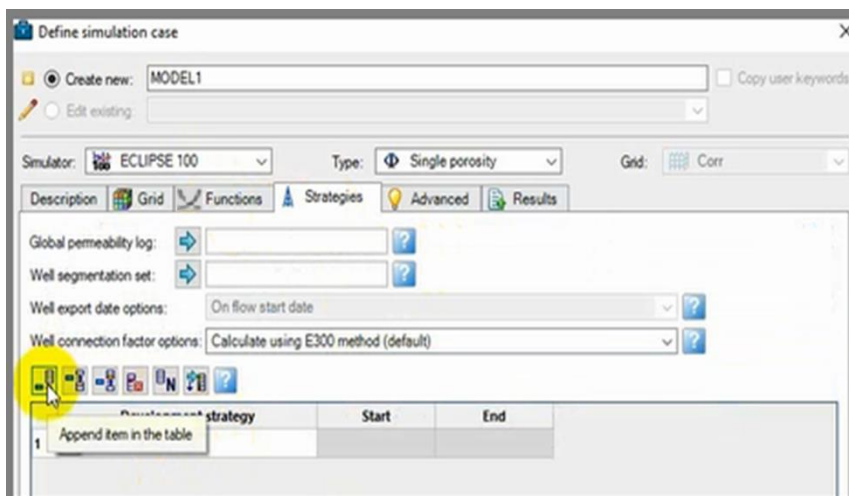 Define simulation case
Create new: MODEL1 Copy user keywords
Edit existing:
Simulator: 100 ECLIPSE 100 Type: Φ Single porosity Grid: Corr
Description Grid Functions Strategies Advanced Results
Global permeability log: ?
Well segmentation set: ?
Well export date options: On flow start date ?
Well connection factor options: Calculate using E300 method (default) ?
N ?
strategy Start End
1 Append item in the table